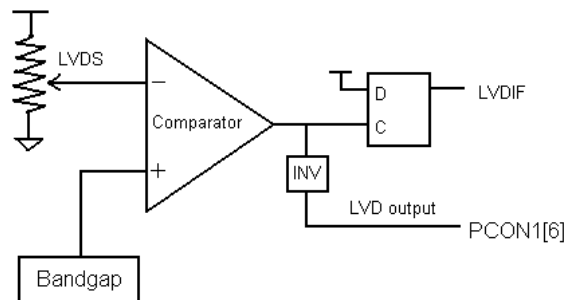 LVDS
−
Comparator
+
Bandgap
INV
LVD output
D
C
LVDIF
PCON1[6]